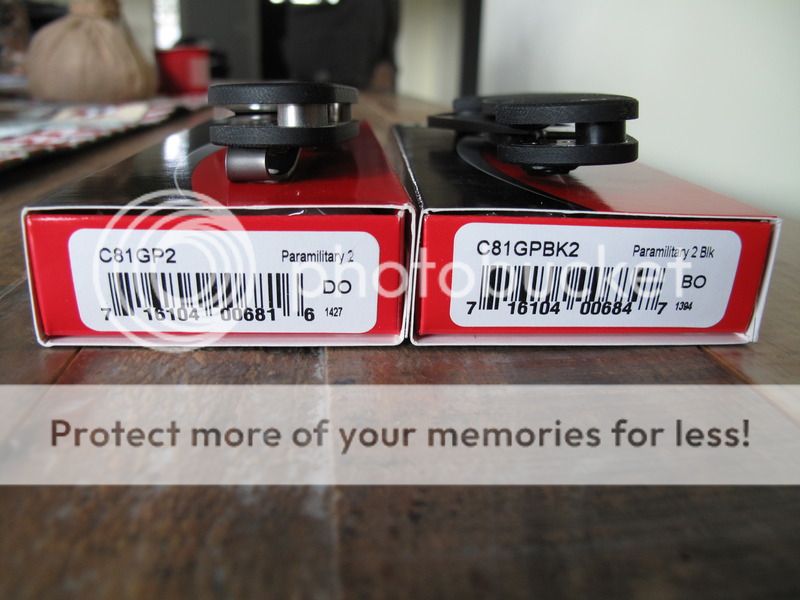 C81GP2
Paramilitary 2
DO
7 16104 00681 6
1427
C81GPBK2
Paramilitary 2 Blk
BO
7 16104 00684 7
1394
photobucket
Protect more of your memories for less!